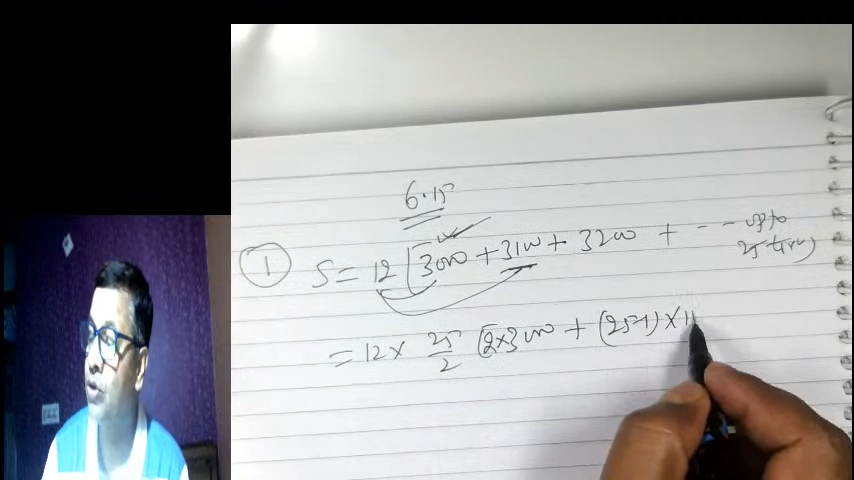 6.15
① S = 12 [3000 + 3100 + 3200 + - - - upto
25 term]
= 12 × 25/2 [2×3000 + (25-1) × 1